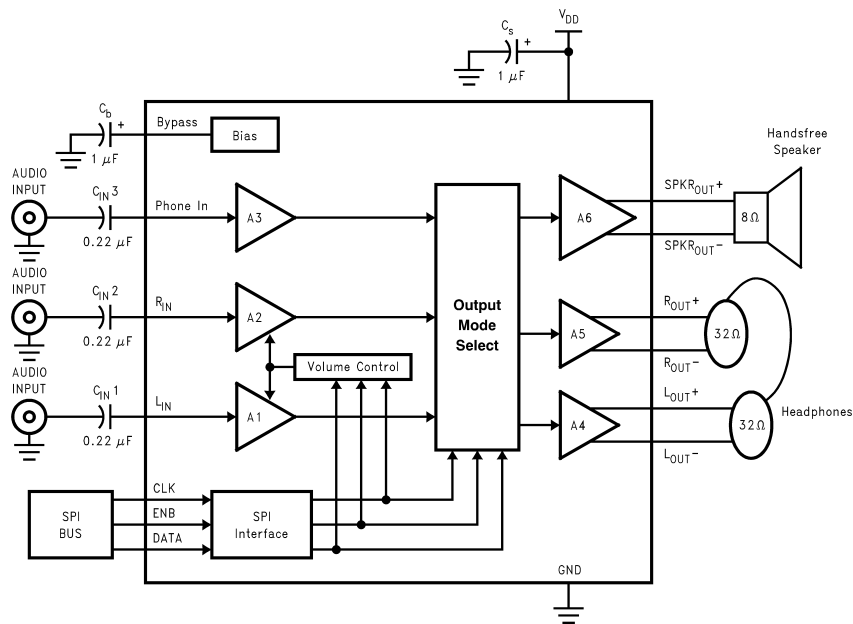 V_DD
C_s
+
1 µF
C_b
+
1 µF
Bypass
Bias
Handsfree
Speaker
AUDIO
INPUT
C_IN 3
0.22 µF
Phone In
A3
A6
SPKR_OUT+
8Ω
SPKR_OUT-
AUDIO
INPUT
C_IN 2
0.22 µF
R_IN
A2
Output
Mode
Select
A5
R_OUT+
32Ω
R_OUT-
Volume Control
AUDIO
INPUT
C_IN 1
0.22 µF
L_IN
A1
A4
L_OUT+
32Ω
L_OUT-
Headphones
SPI
BUS
CLK
ENB
DATA
SPI
Interface
GND